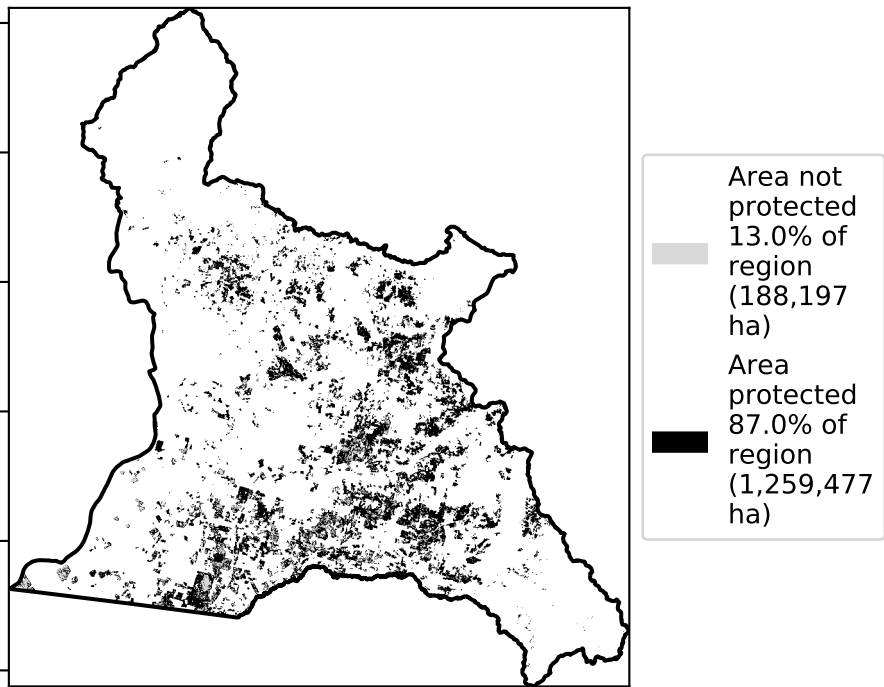 Area not
protected
13.0% of
region
(188,197
ha)
Area
protected
87.0% of
region
(1,259,477
ha)